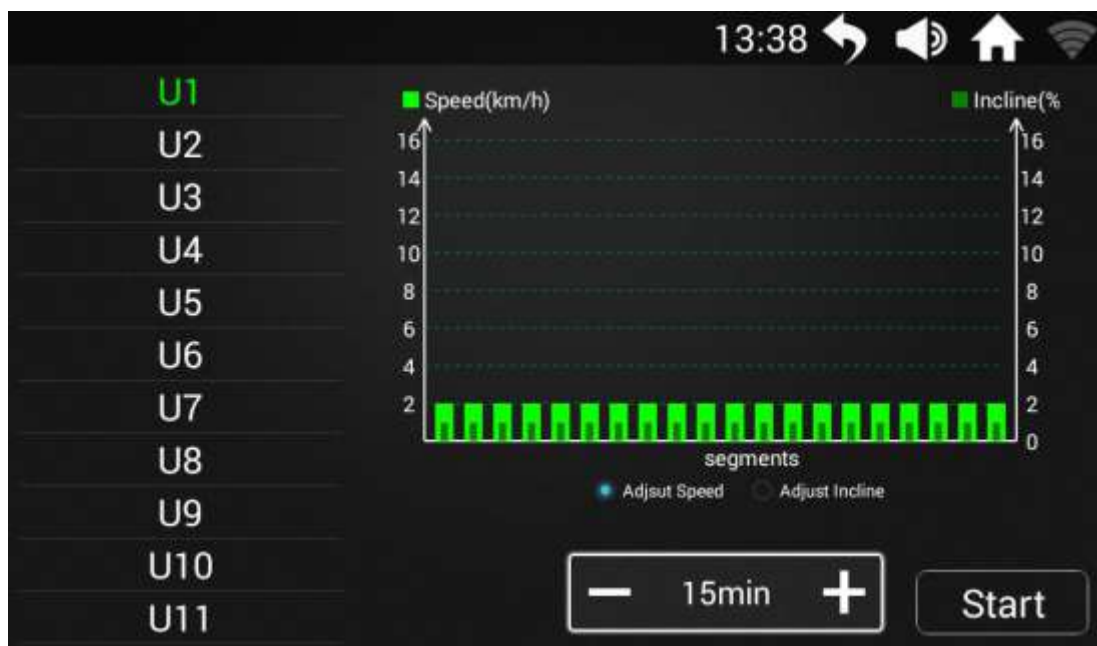 13:38
U1
U2
U3
U4
U5
U6
U7
U8
U9
U10
U11
Speed(km/h) Incline(%
16 16
14 14
12 12
10 10
8 8
6 6
4 4
2 2
0
segments
Adjsut Speed Adjust Incline
15min
Start